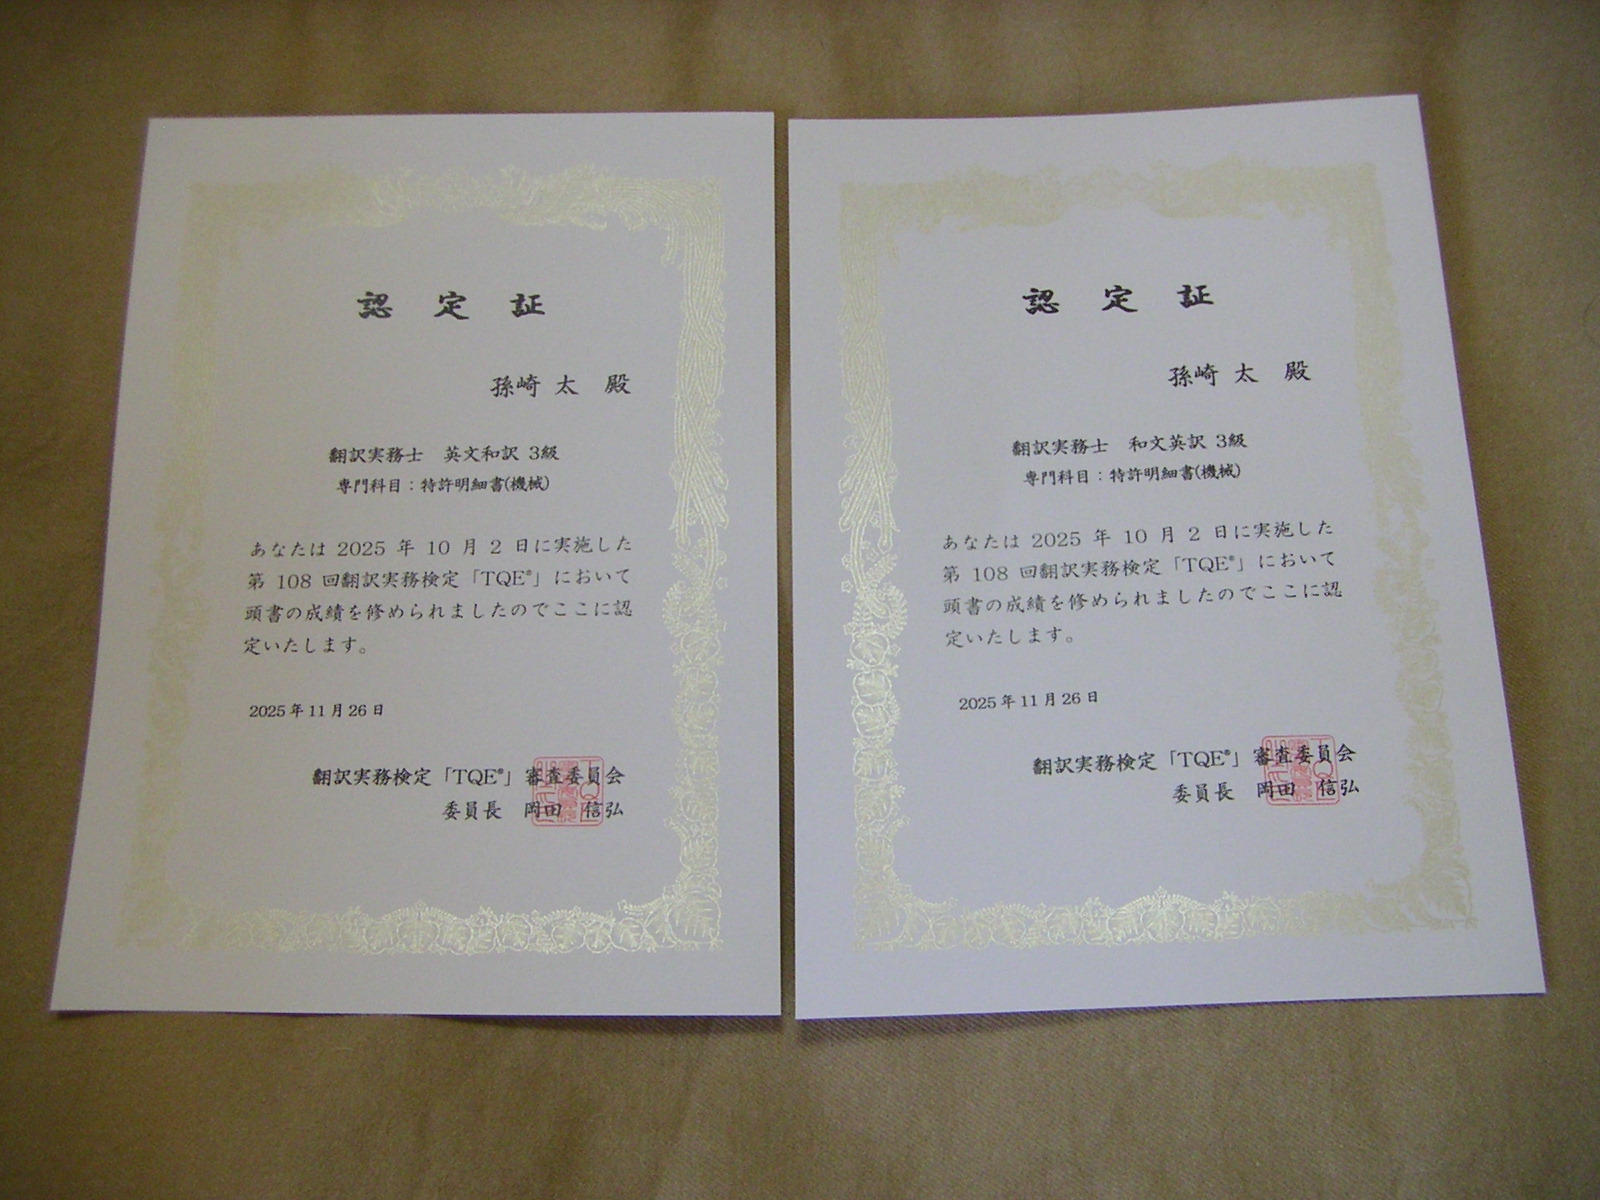 認定証
孫崎 太 殿
翻訳実務士 英文和訳 3級
専門科目：特許明細書(機械)
あなたは 2025 年 10 月 2 日に実施した
第 108 回翻訳実務検定「TQE®」において
頭書の成績を修められましたのでここに認
定いたします。
2025 年 11 月 26 日
翻訳実務検定「TQE®」審査委員会
委員長 岡田 信弘
認定証
孫崎 太 殿
翻訳実務士 和文英訳 3級
専門科目：特許明細書(機械)
あなたは 2025 年 10 月 2 日に実施した
第 108 回翻訳実務検定「TQE®」において
頭書の成績を修められましたのでここに認
定いたします。
2025 年 11 月 26 日
翻訳実務検定「TQE®」審査委員会
委員長 岡田 信弘